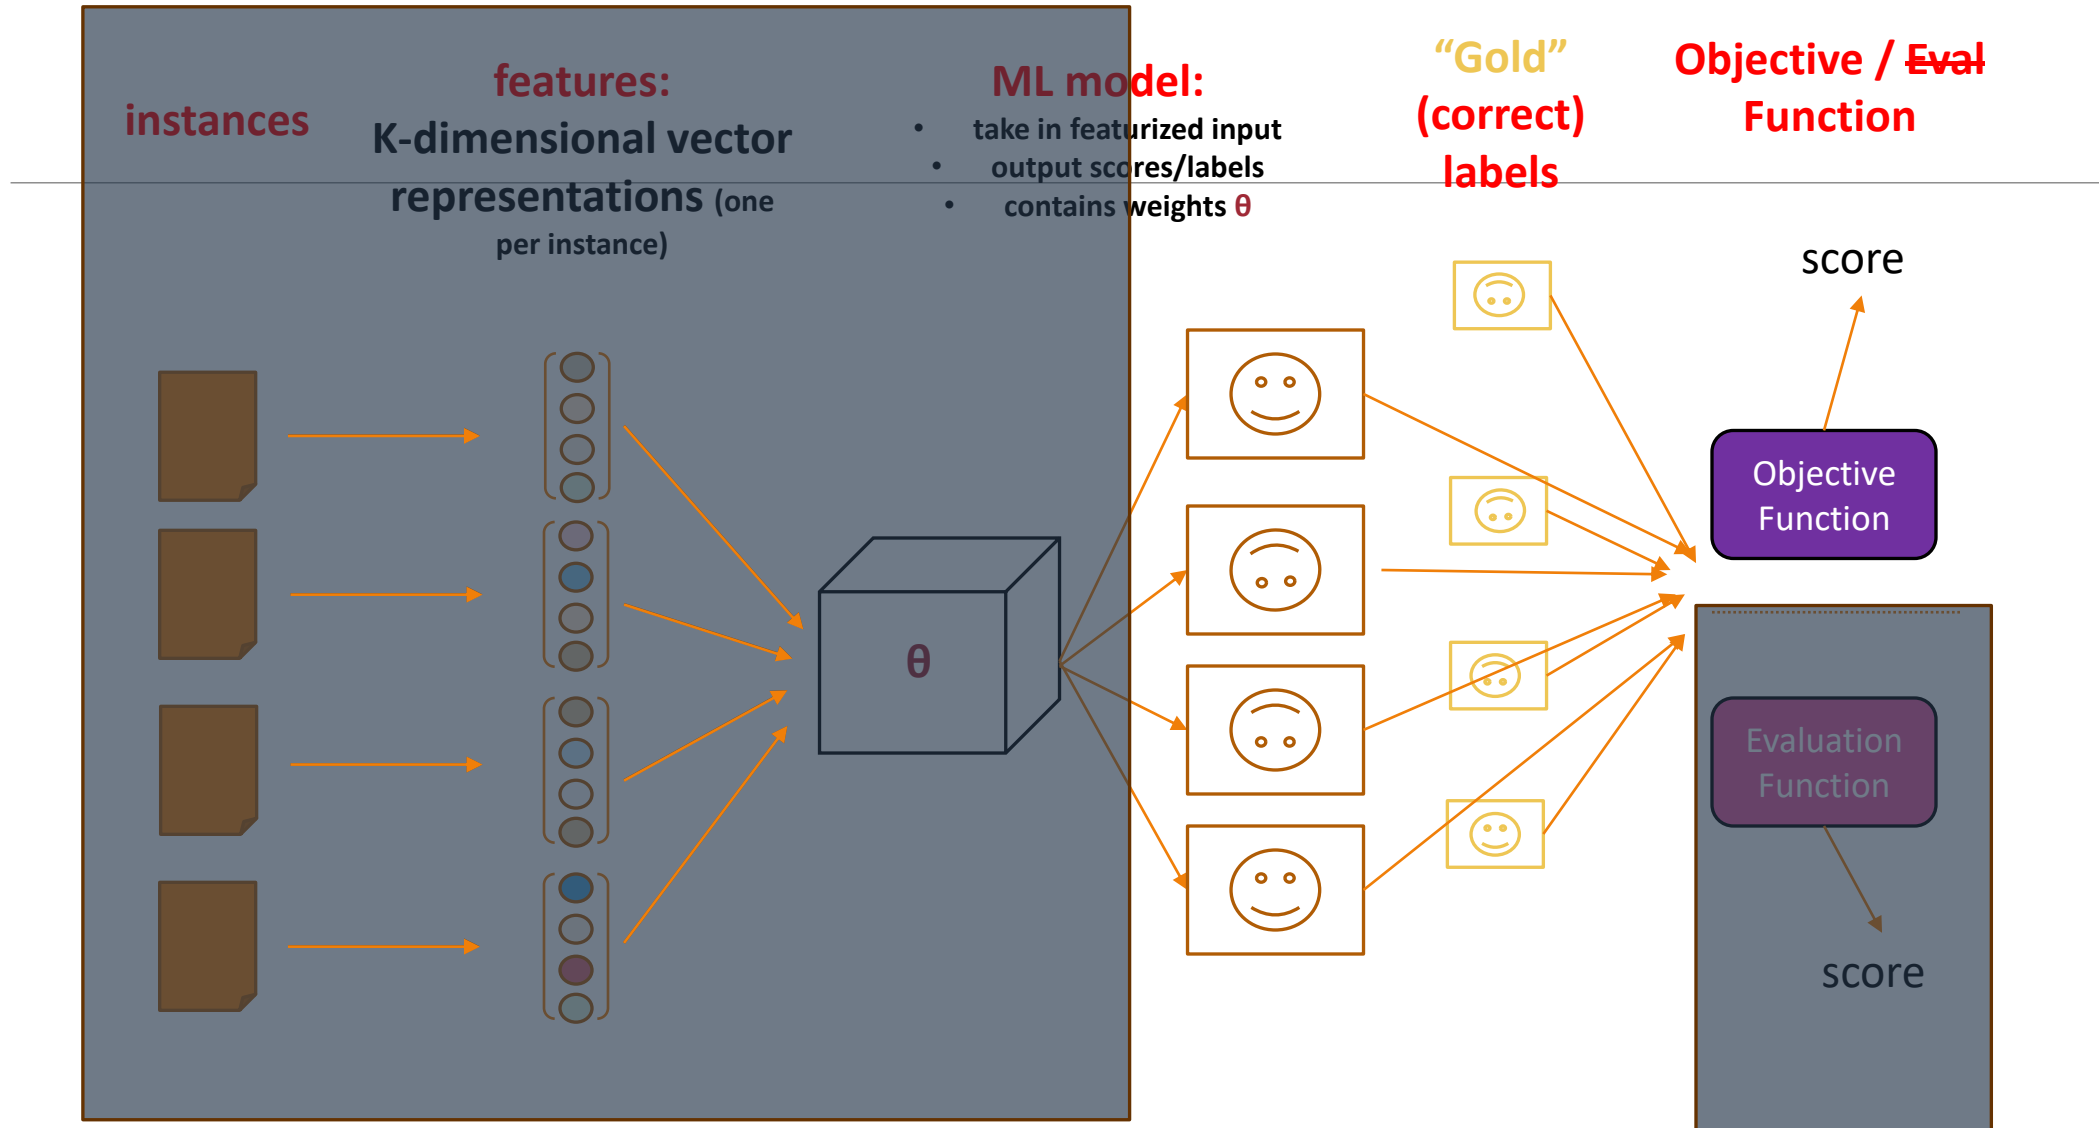 instances
features:
K-dimensional vector
representations (one
per instance)
ML model:
• take in featurized input
• output scores/labels
• contains weights θ
“Gold”
(correct)
labels
Objective / Eval
Function
score
Objective
Function
θ
Evaluation
Function
score